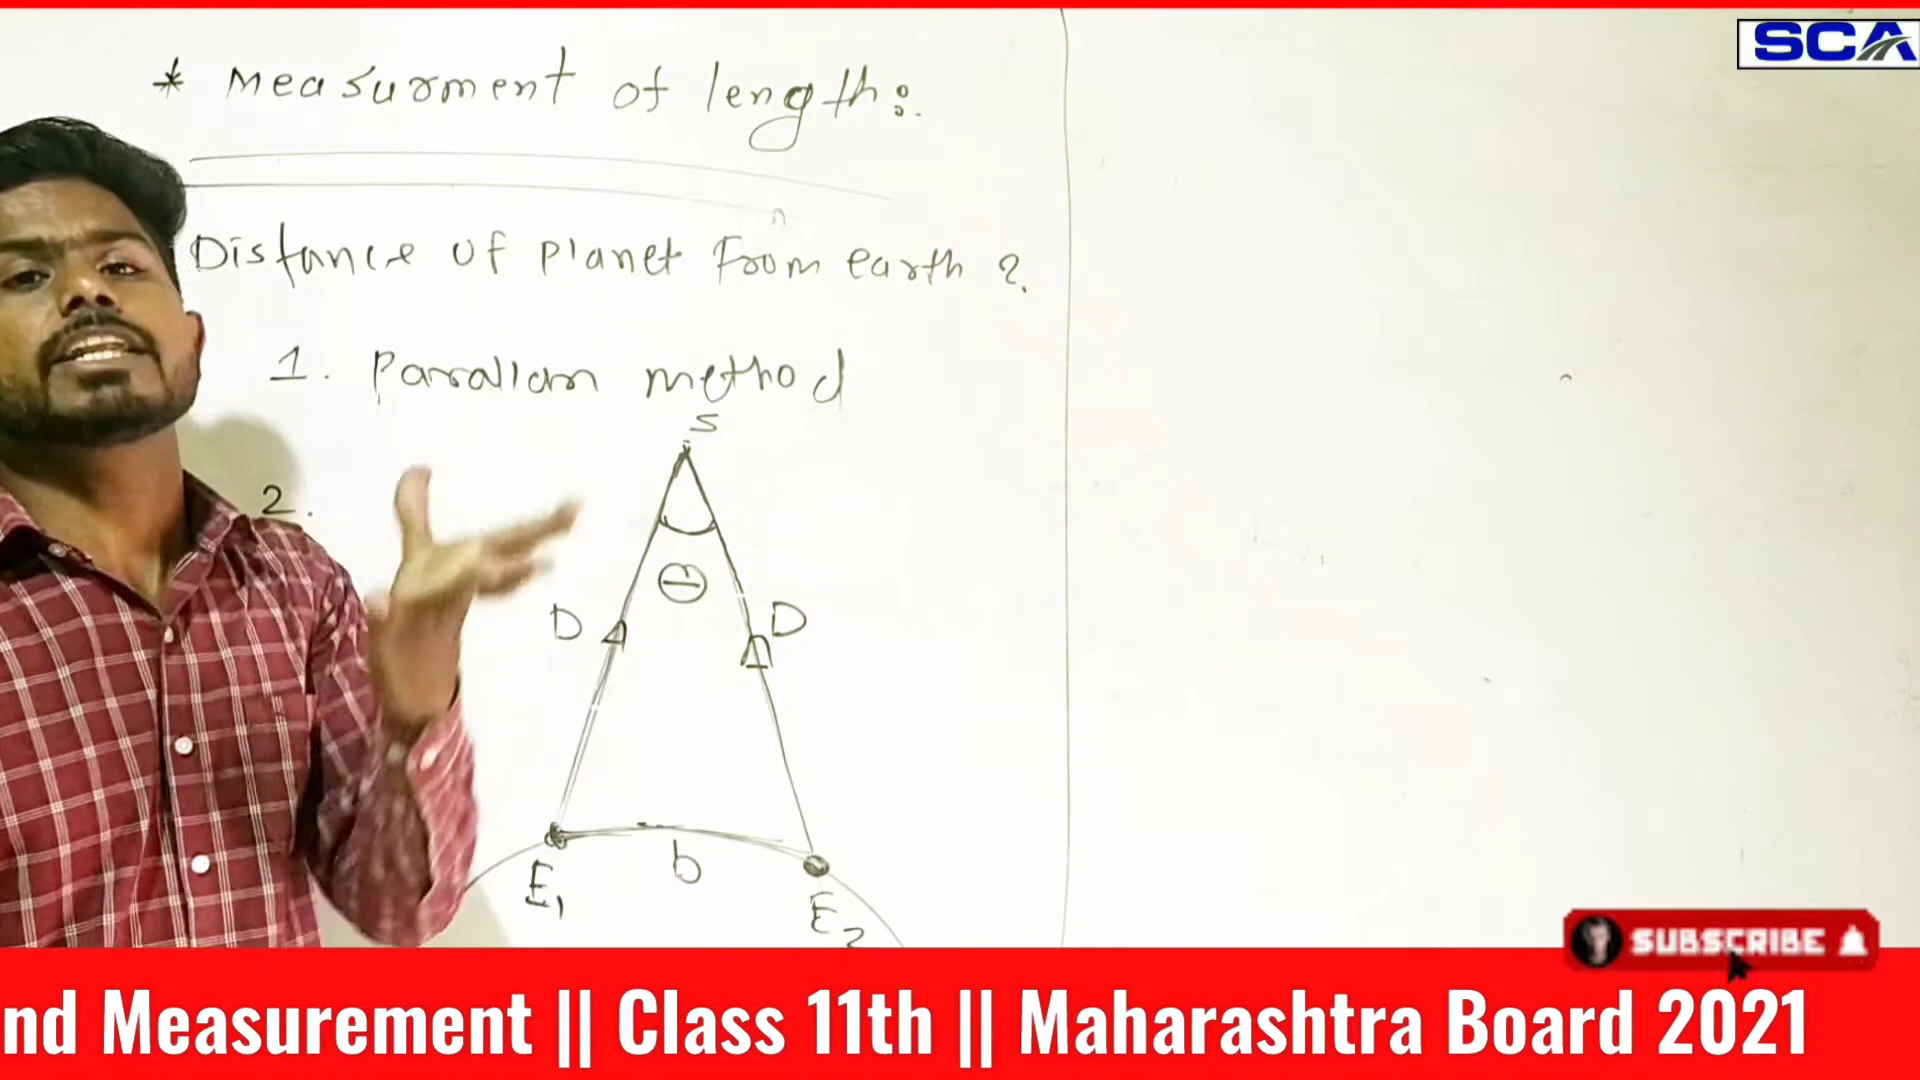 SCA
* Measurment of length:
Distance of planet From earth ?
1. Parallax method
S
2.
θ
D
D
b
E1
E2
SUBSCRIBE
nd Measurement || Class 11th || Maharashtra Board 2021